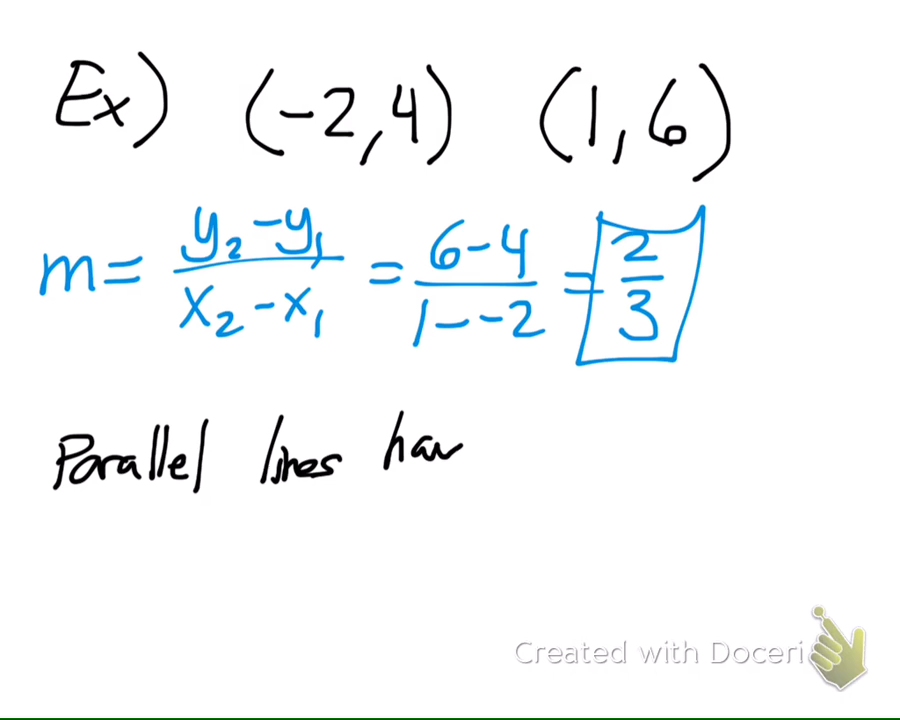 Ex) (-2,4) (1,6)
m = y₂-y₁ / x₂-x₁ = 6-4 / 1--2 = 2/3
Parallel lines hav
Created with Doceri